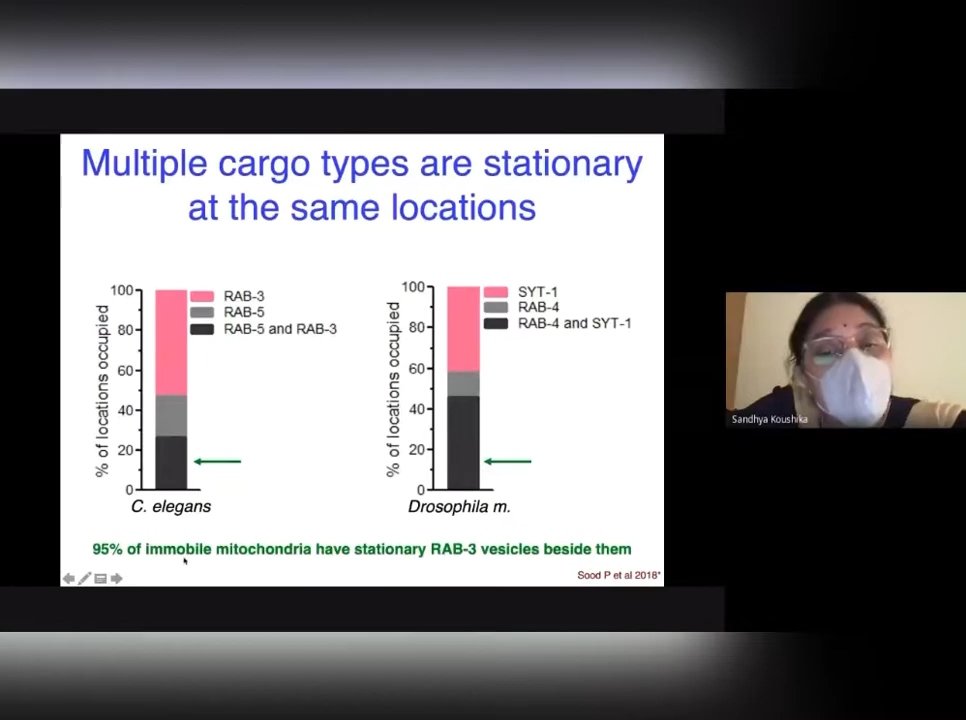 Multiple cargo types are stationary
at the same locations
% of locations occupied
100
80
60
40
20
0
RAB-3
RAB-5
RAB-5 and RAB-3
C. elegans
% of locations occupied
100
80
60
40
20
0
SYT-1
RAB-4
RAB-4 and SYT-1
Drosophila m.
95% of immobile mitochondria have stationary RAB-3 vesicles beside them
Sood P et al 2018*
Sandhya Koushika